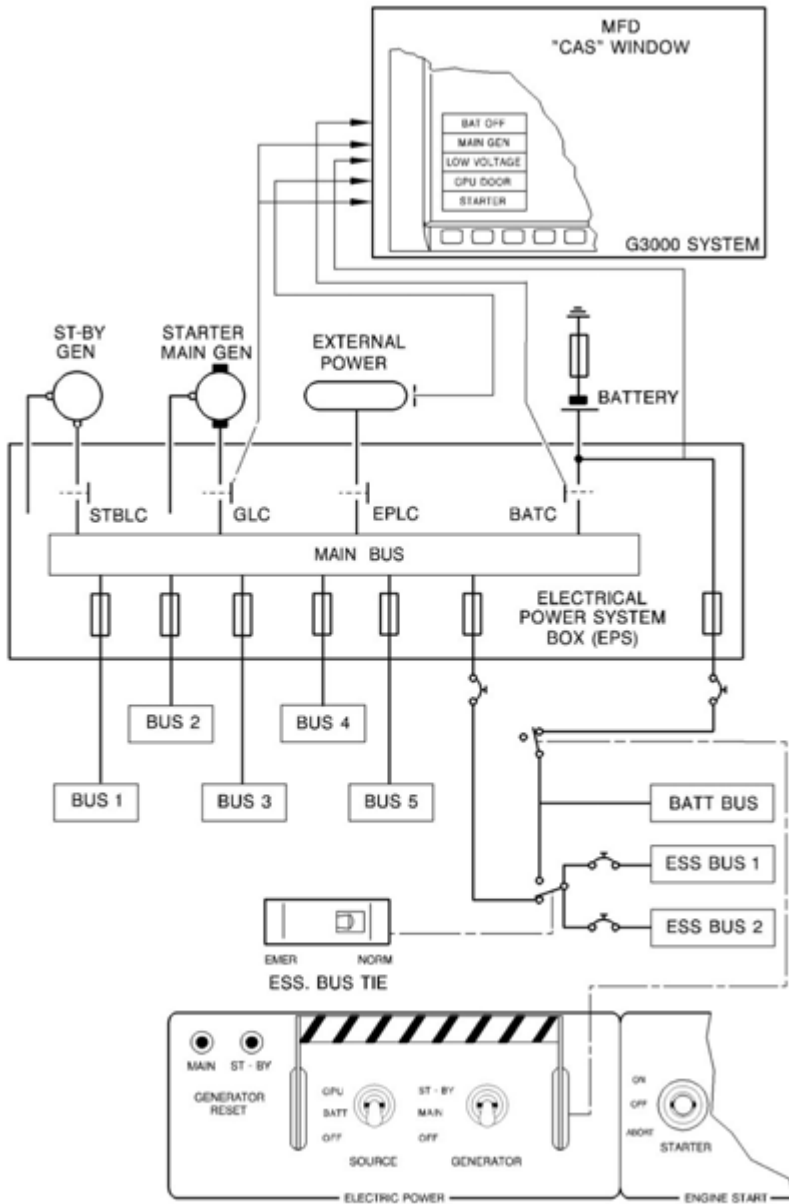 MFD
"CAS" WINDOW
BAT OFF
MAIN GEN
LOW VOLTAGE
GPU DOOR
STARTER
G3000 SYSTEM
ST-BY
GEN
STARTER
MAIN GEN
EXTERNAL
POWER
BATTERY
STBLC
GLC
EPLC
BATC
MAIN BUS
ELECTRICAL
POWER SYSTEM
BOX (EPS)
BUS 2
BUS 4
BUS 1
BUS 3
BUS 5
BATT BUS
ESS BUS 1
ESS BUS 2
EMER
NORM
ESS. BUS TIE
MAIN
ST - BY
GENERATOR
RESET
GPU
BATT
OFF
SOURCE
ST - BY
MAIN
OFF
GENERATOR
ON
OFF
ABORT
STARTER
ELECTRIC POWER
ENGINE START